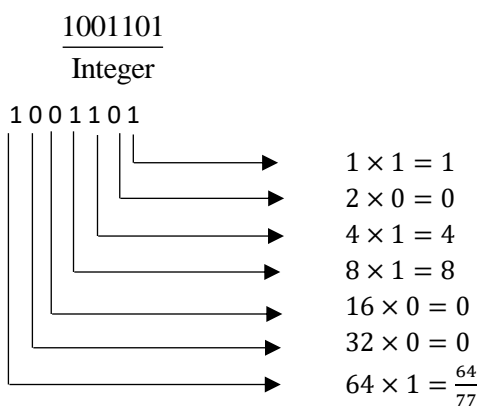 1001101
Integer
1 0 0 1 1 0 1
1 × 1 = 1
2 × 0 = 0
4 × 1 = 4
8 × 1 = 8
16 × 0 = 0
32 × 0 = 0
64 × 1 = 64/77